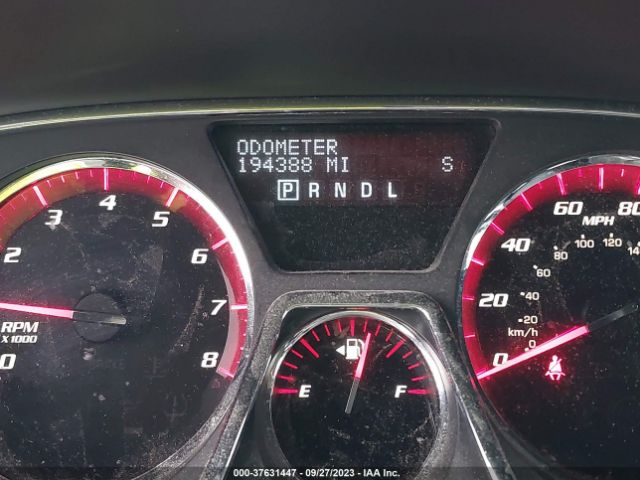 ODOMETER
194388 MI S
P R N D L
0 2 3 4 5 6 7 8
RPM
X 1000
E F
0 20 40 60 80
MPH
0 20 40 60 80 100 120
km/h
000-37631447 - 09/27/2023 - IAA Inc.